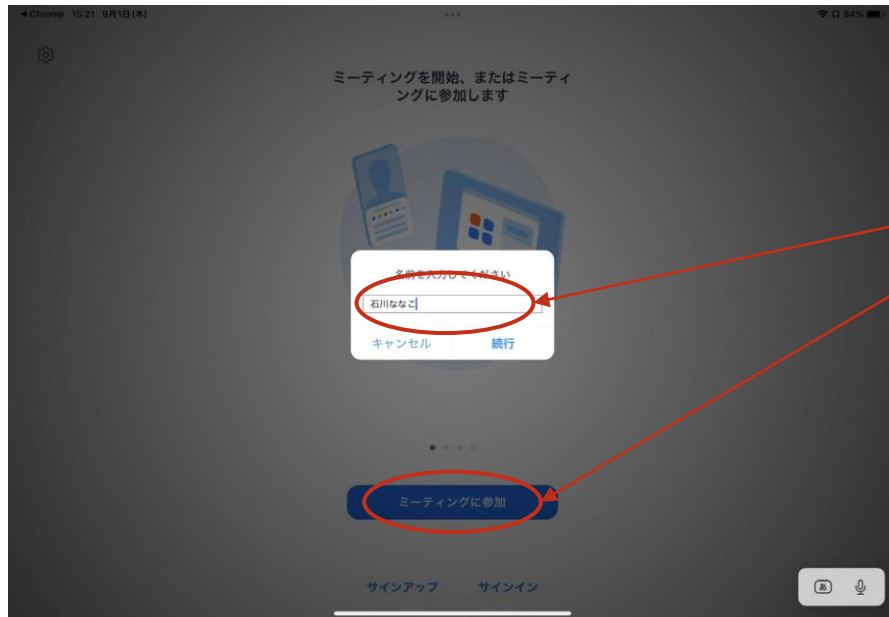 ◀Chrome 15:21 9月1日(木)
84%
ミーティングを開始、またはミーティ
ングに参加します
名前を入力してください
石川ななこ
キャンセル 続行
ミーティングに参加
サインアップ サインイン
あ